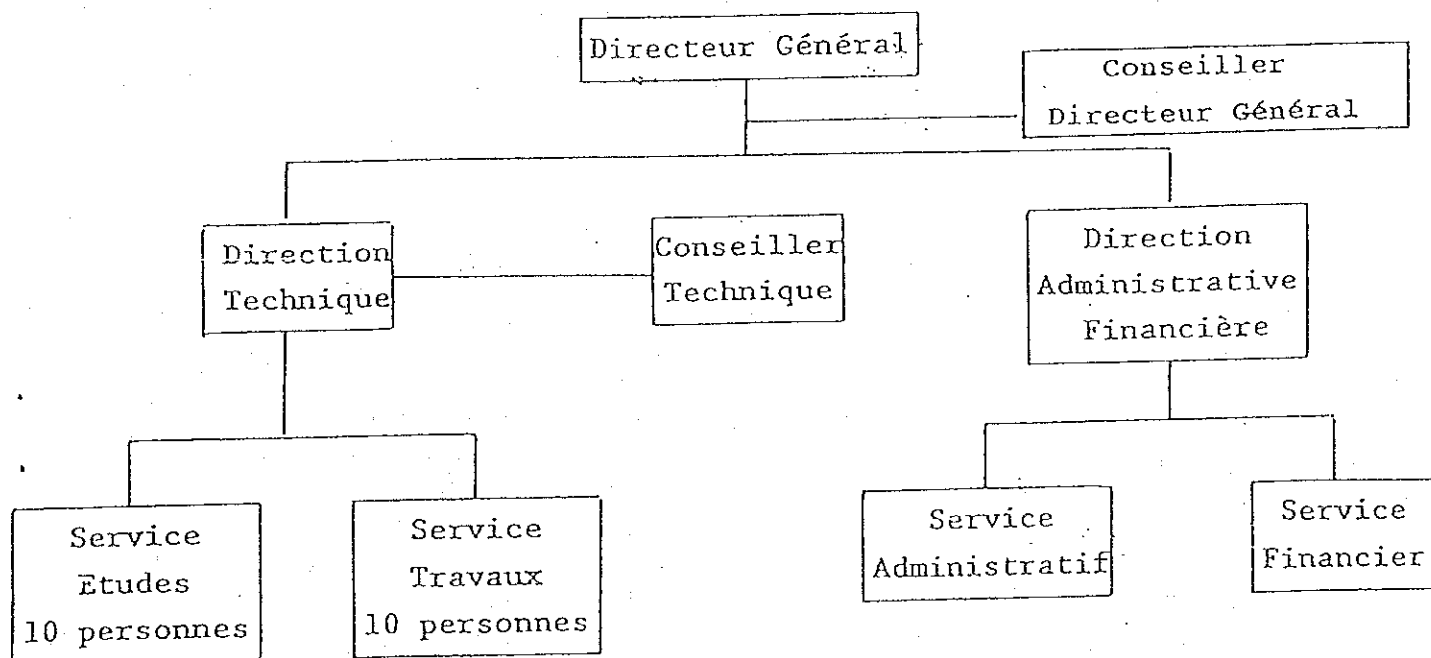 Directeur Général
Conseiller
Directeur Général
Direction
Technique
Conseiller
Technique
Direction
Administrative
Financière
Service
Etudes
10 personnes
Service
Travaux
10 personnes
Service
Administratif
Service
Financier